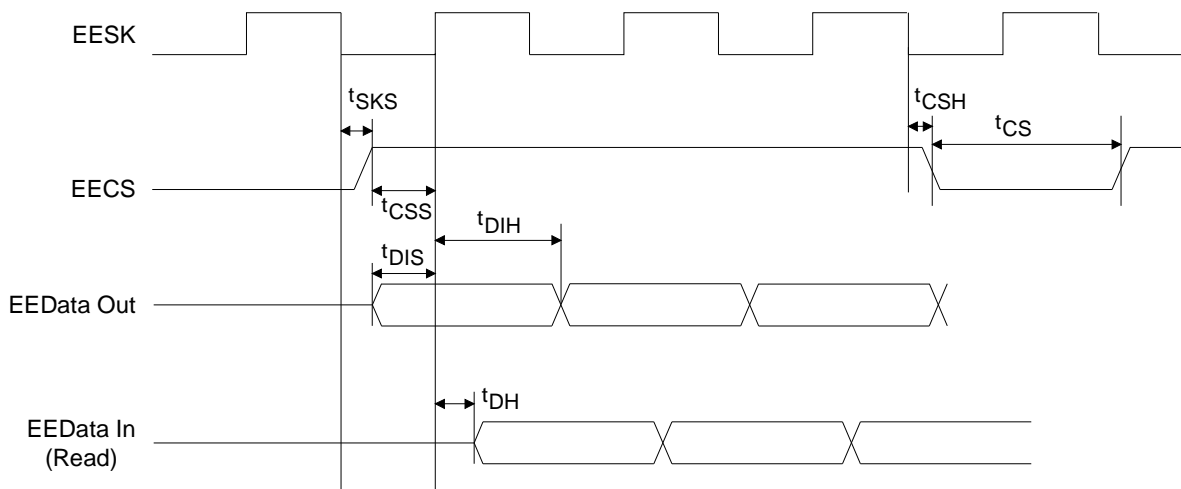 EESK
tSKS
tCSH
tCS
EECS
tCSS
tDIH
tDIS
EEData Out
tDH
EEData In
(Read)